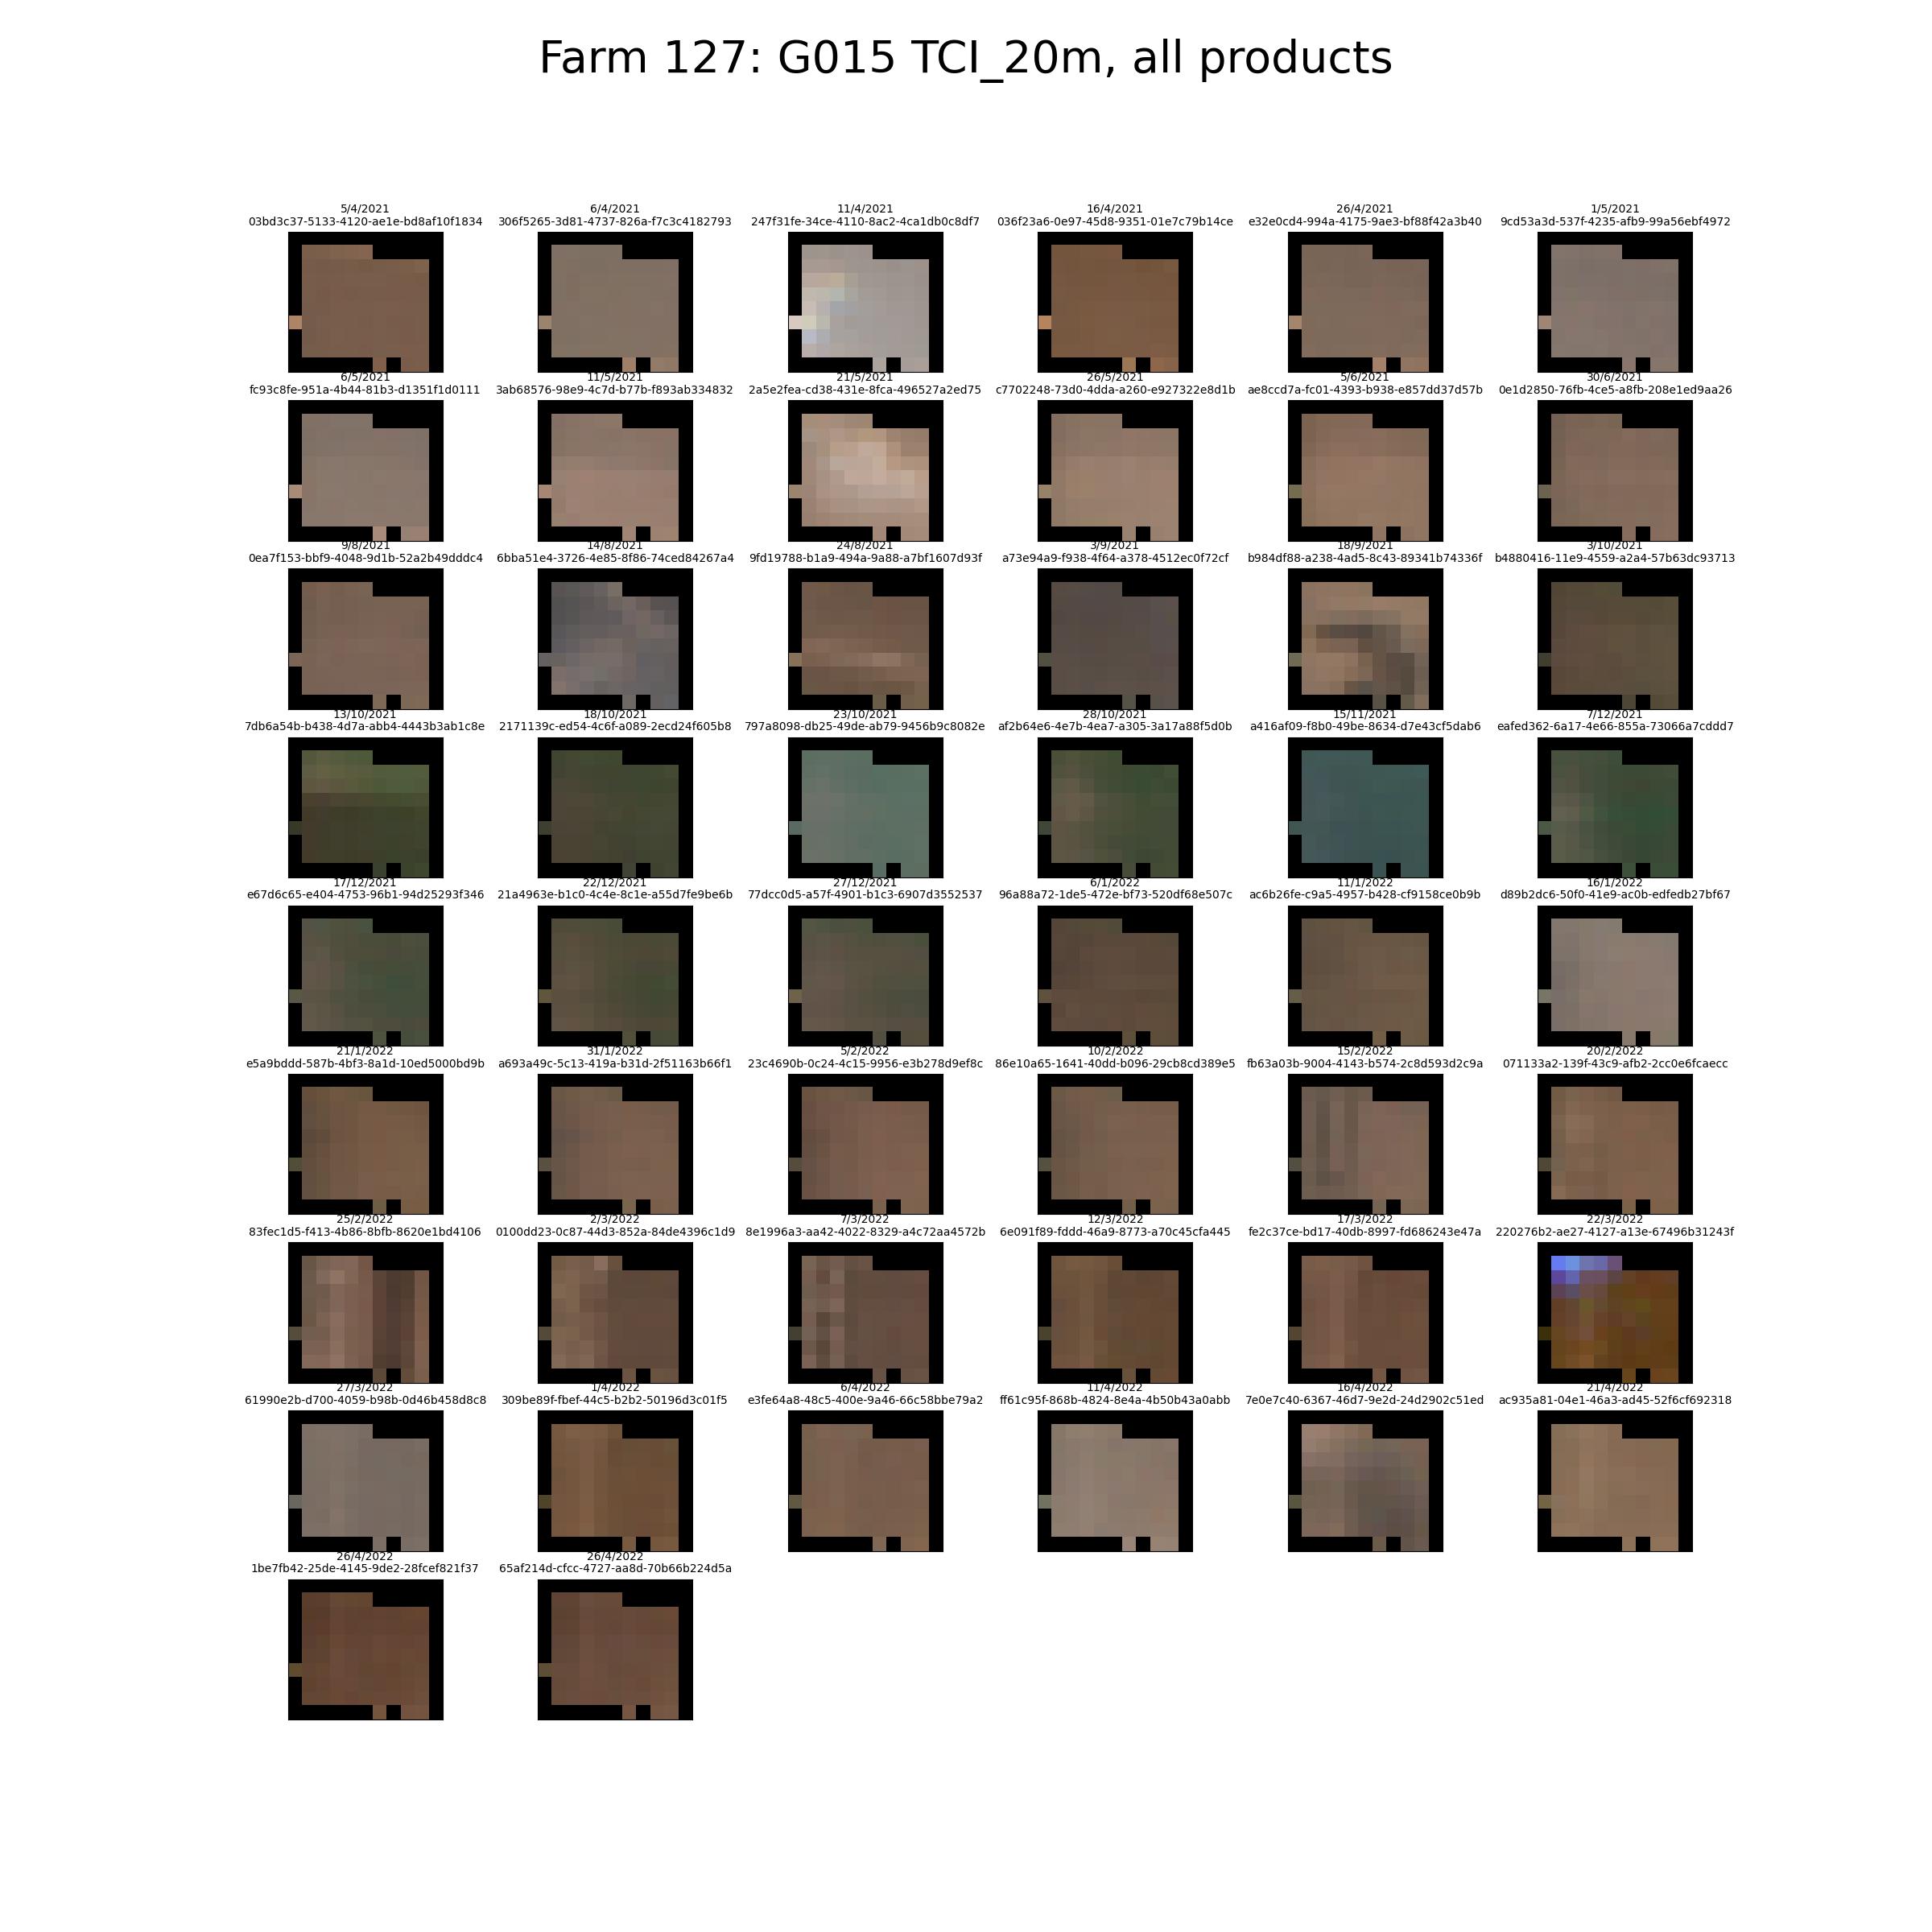 Farm 127: G015 TCI_20m, all products
5/4/2021 6/4/2021 11/4/2021 16/4/2021 26/4/2021 1/5/2021
03bd3c37-5133-4120-ae1e-bd8af10f1834 306f5265-3d81-4737-826a-f7c3c4182793 247f31fe-34ce-4110-8ac2-4ca1db0c8df7 036f23a6-0e97-45d8-9351-01e7c79b14ce e32e0cd4-994a-4175-9ae3-bf88f42a3b40 9cd53a3d-537f-4235-afb9-99a56ebf4972
6/5/2021 11/5/2021 21/5/2021 26/5/2021 5/6/2021 30/6/2021
fc93c8fe-951a-4b44-81b3-d1351f1d0111 3ab68576-98e9-4c7d-b77b-f893ab334832 2a5e2fea-cd38-431e-8fca-496527a2ed75 c7702248-73d0-4dda-a260-e927322e8d1b ae8ccd7a-fc01-4393-b938-e857dd37d57b 0e1d2850-76fb-4ce5-a8fb-208e1ed9aa26
9/8/2021 14/8/2021 24/8/2021 3/9/2021 18/9/2021 3/10/2021
0ea7f153-bbf9-4048-9d1b-52a2b49dddc4 6bba51e4-3726-4e85-8f86-74ced84267a4 9fd19788-b1a9-494a-9a88-a7bf1607d93f a73e94a9-f938-4f64-a378-4512ec0f72cf b984df88-a238-4ad5-8c43-89341b74336f b4880416-11e9-4559-a2a4-57b63dc93713
13/10/2021 18/10/2021 23/10/2021 28/10/2021 15/11/2021 7/12/2021
7db6a54b-b438-4d7a-abb4-4443b3ab1c8e 2171139c-ed54-4c6f-a089-2ecd24f605b8 797a8098-db25-49de-ab79-9456b9c8082e af2b64e6-4e7b-4ea7-a305-3a17a88f5d0b a416af09-f8b0-49be-8634-d7e43cf5dab6 eafed362-6a17-4e66-855a-73066a7cddd7
17/12/2021 22/12/2021 27/12/2021 6/1/2022 11/1/2022 16/1/2022
e67d6c65-e404-4753-96b1-94d25293f346 21a4963e-b1c0-4c4e-8c1e-a55d7fe9be6b 77dcc0d5-a57f-4901-b1c3-6907d3552537 96a88a72-1de5-472e-bf73-520df68e507c ac6b26fe-c9a5-4957-b428-cf9158ce0b9b d89b2dc6-50f0-41e9-ac0b-edfedb27bf67
21/1/2022 31/1/2022 5/2/2022 10/2/2022 15/2/2022 20/2/2022
e5a9bddd-587b-4bf3-8a1d-10ed5000bd9b a693a49c-5c13-419a-b31d-2f51163b66f1 23c4690b-0c24-4c15-9956-e3b278d9ef8c 86e10a65-1641-40dd-b096-29cb8cd389e5 fb63a03b-9004-4143-b574-2c8d593d2c9a 071133a2-139f-43c9-afb2-2cc0e6fcaecc
25/2/2022 2/3/2022 7/3/2022 12/3/2022 17/3/2022 22/3/2022
83fec1d5-f413-4b86-8bfb-8620e1bd4106 0100dd23-0c87-44d3-852a-84de4396c1d9 8e1996a3-aa42-4022-8329-a4c72aa4572b 6e091f89-fddd-46a9-8773-a70c45cfa445 fe2c37ce-bd17-40db-8997-fd686243e47a 220276b2-ae27-4127-a13e-67496b31243f
27/3/2022 1/4/2022 6/4/2022 11/4/2022 16/4/2022 21/4/2022
61990e2b-d700-4059-b98b-0d46b458d8c8 309be89f-fbef-44c5-b2b2-50196d3c01f5 e3fe64a8-48c5-400e-9a46-66c58bbe79a2 ff61c95f-868b-4824-8e4a-4b50b43a0abb 7e0e7c40-6367-46d7-9e2d-24d2902c51ed ac935a81-04e1-46a3-ad45-52f6cf692318
26/4/2022 26/4/2022
1be7fb42-25de-4145-9de2-28fcef821f37 65af214d-cfcc-4727-aa8d-70b66b224d5a